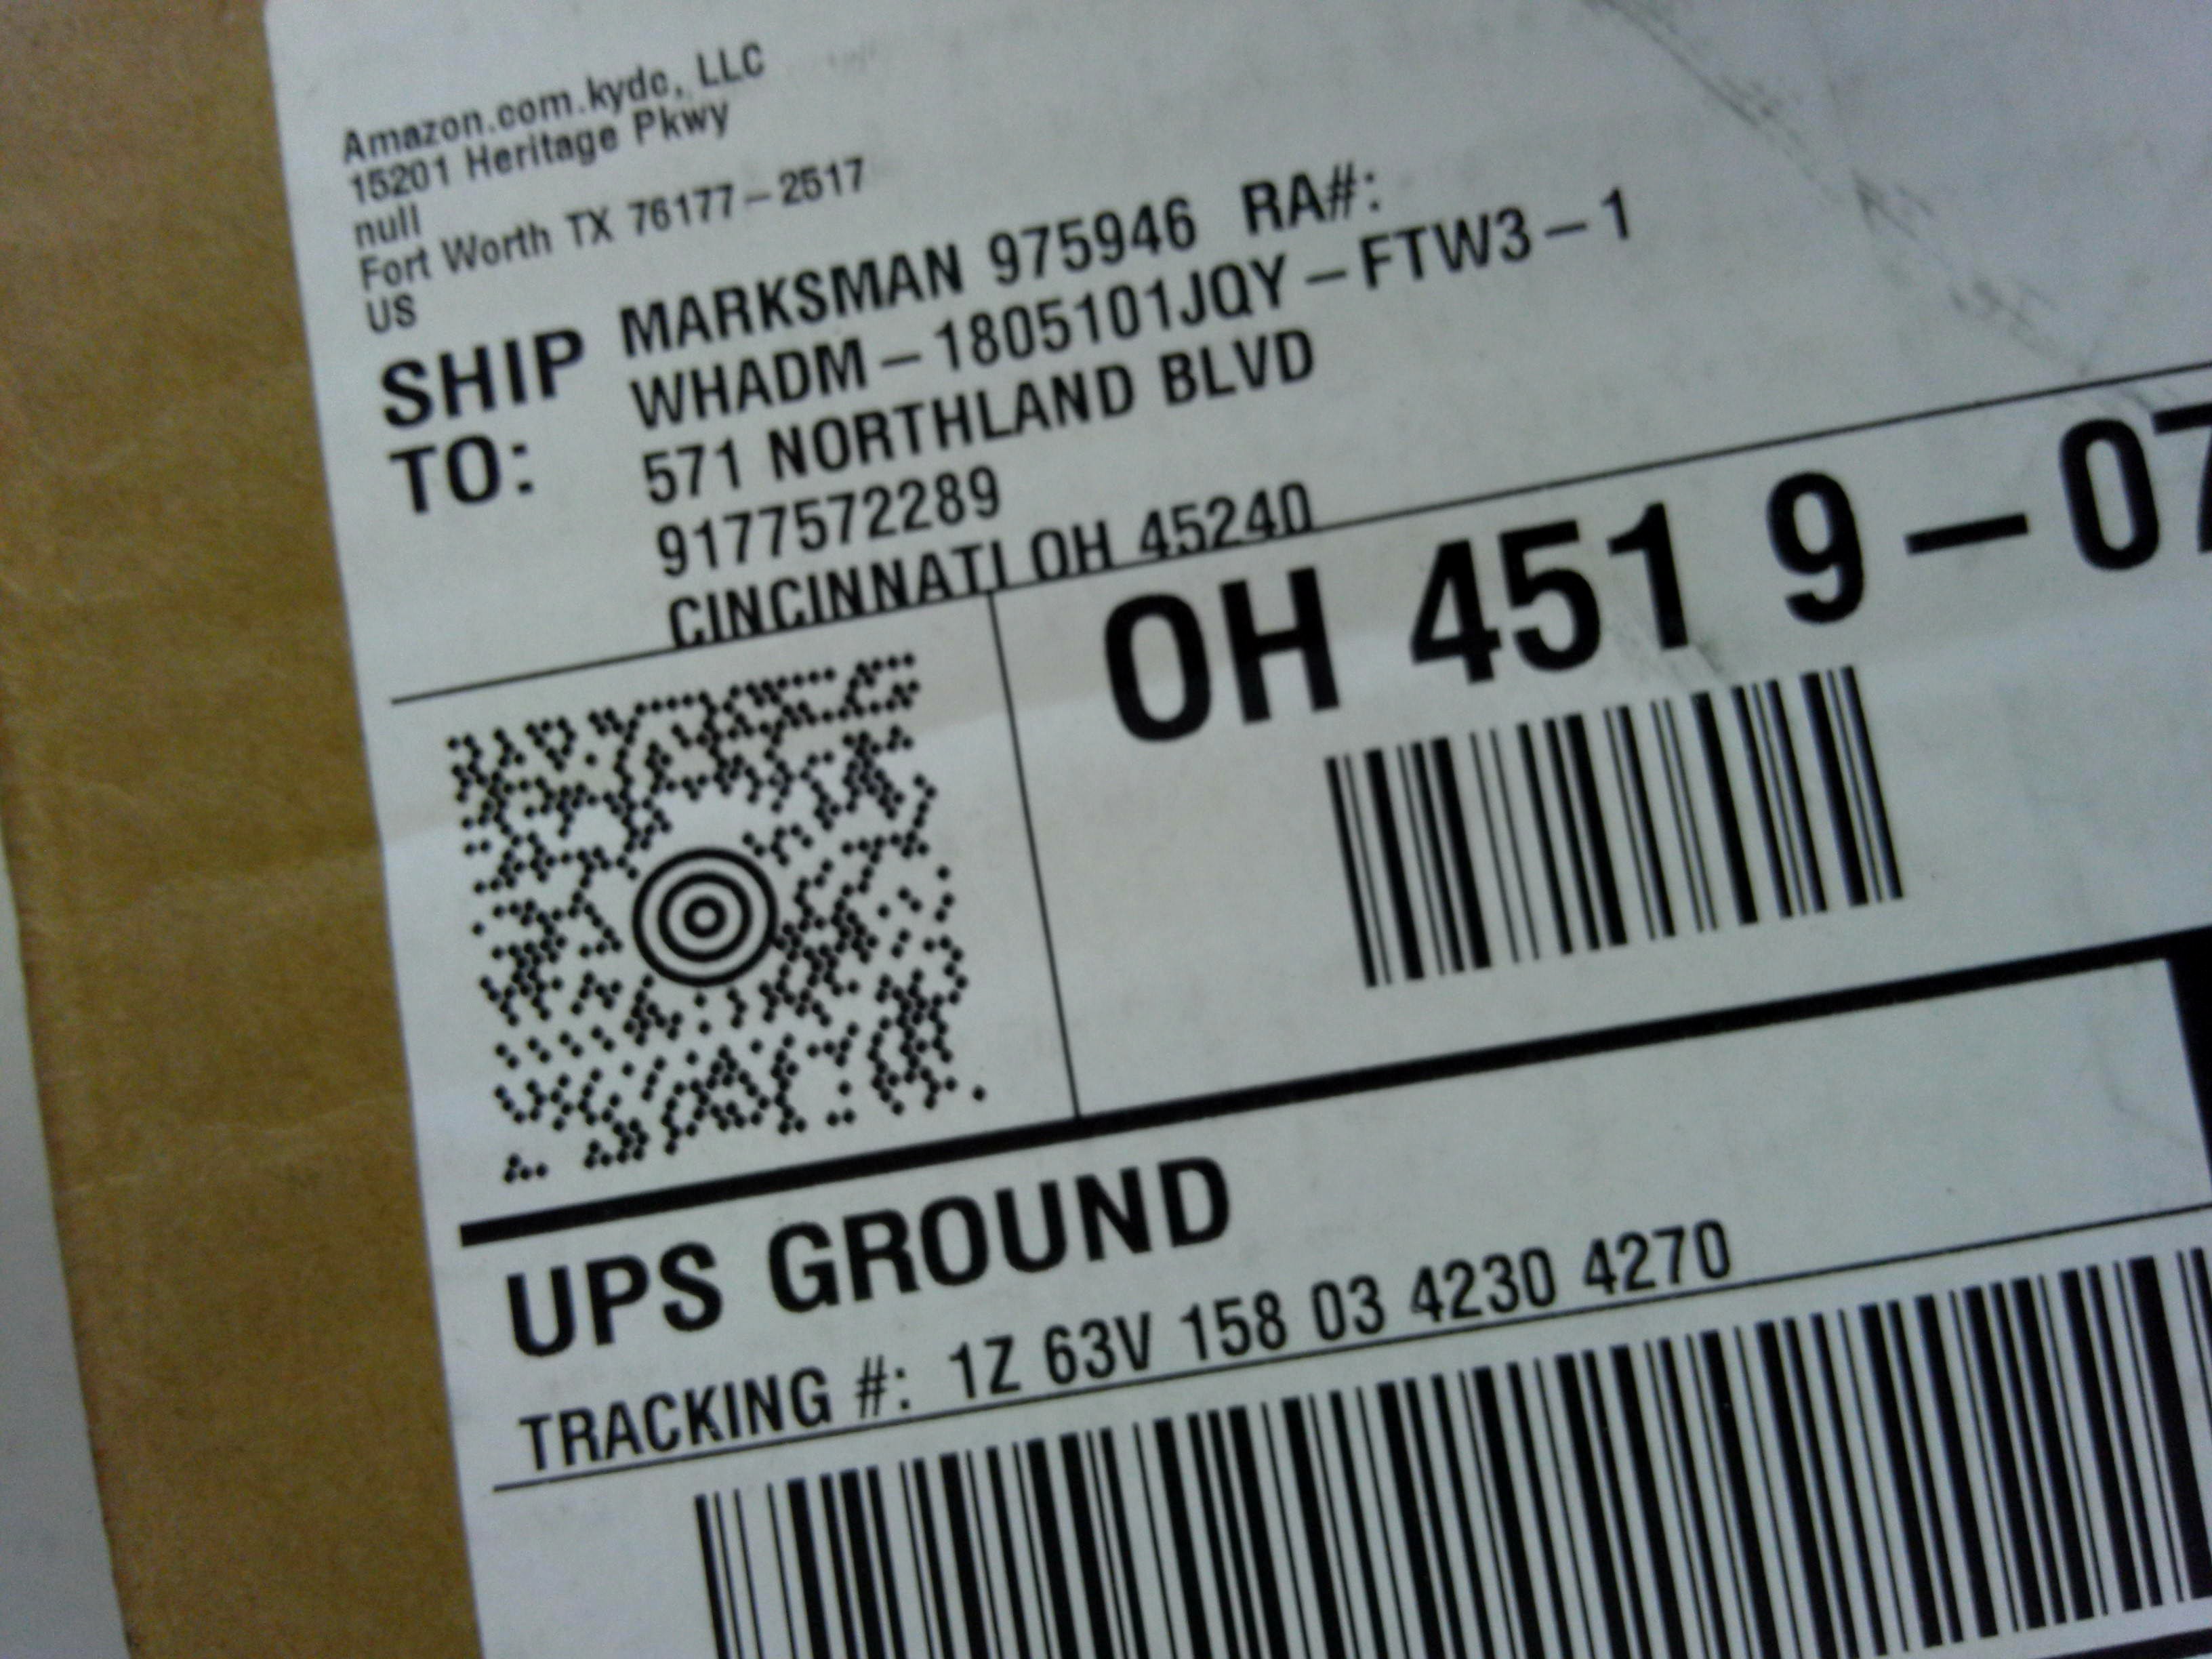 Amazon.com.kydc, LLC
15201 Heritage Pkwy
null
Fort Worth TX 76177-2517
US
SHIP TO:
MARKSMAN 975946 RA#:
WHADM-1805101JQY-FTW3-1
571 NORTHLAND BLVD
9177572289
CINCINNATI OH 45240
OH 451 9-07
UPS GROUND
TRACKING #: 1Z 63V 158 03 4230 4270